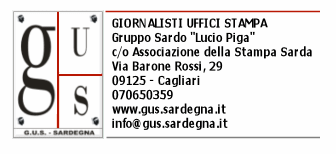 g
U
S
G.U.S. - SARDEGNA
GIORNALISTI UFFICI STAMPA
Gruppo Sardo "Lucio Piga"
c/o Associazione della Stampa Sarda
Via Barone Rossi, 29
09125 - Cagliari
070650359
www.gus.sardegna.it
info@gus.sardegna.it